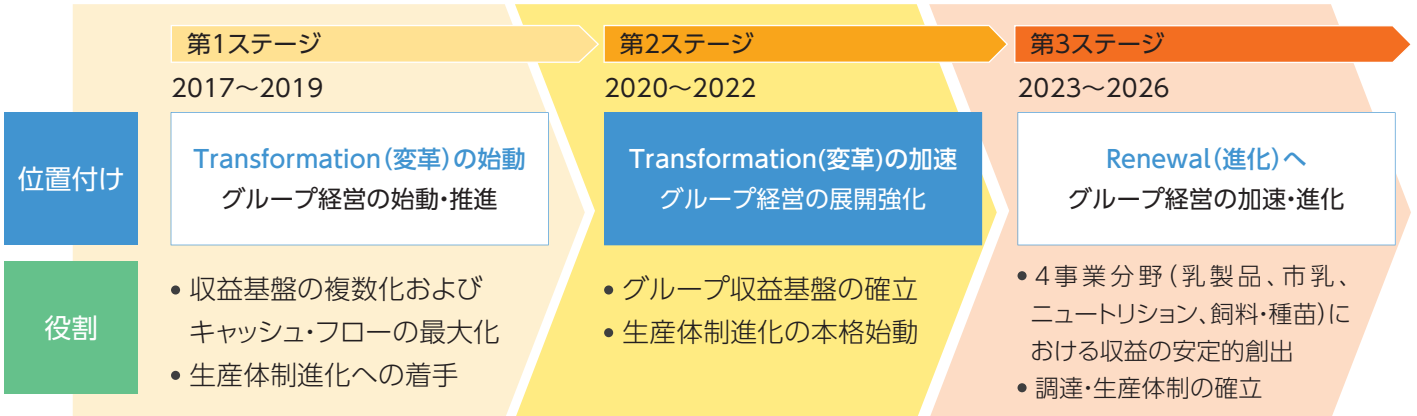 第1ステージ
2017～2019
第2ステージ
2020～2022
第3ステージ
2023～2026
位置付け
Transformation（変革）の始動
グループ経営の始動・推進
Transformation(変革)の加速
グループ経営の展開強化
Renewal（進化）へ
グループ経営の加速・進化
役割
• 収益基盤の複数化および
キャッシュ・フローの最大化
• 生産体制進化への着手
• グループ収益基盤の確立
• 生産体制進化の本格始動
• 4事業分野（乳製品、市乳、
ニュートリション、飼料・種苗）に
おける収益の安定的創出
• 調達・生産体制の確立